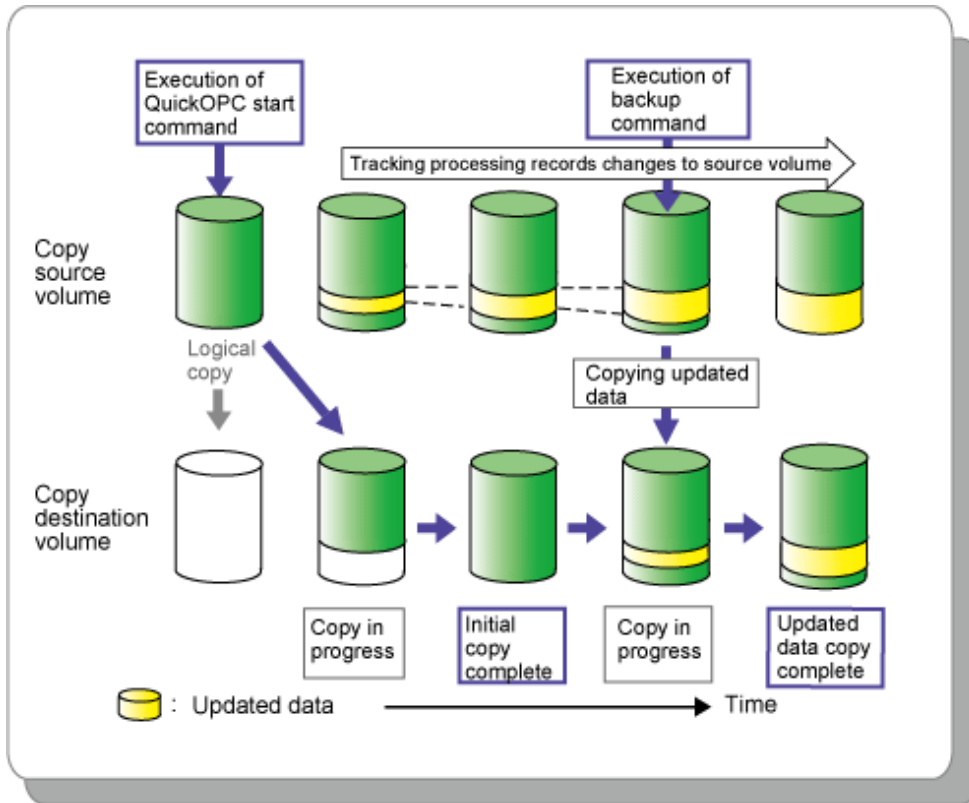 Execution of
QuickOPC start
command
Execution of
backup
command
Tracking processing records changes to source volume
Copy
source
volume
Logical
copy
Copying updated
data
Copy
destination
volume
Copy in
progress
Initial
copy
complete
Copy in
progress
Updated
data copy
complete
: Updated data
Time